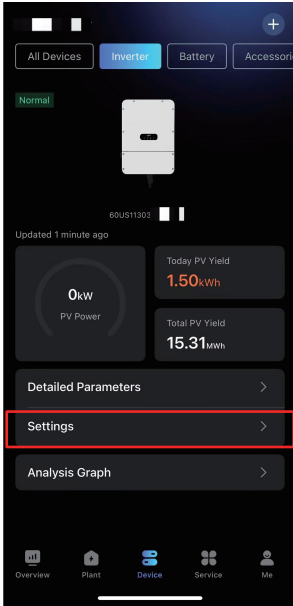 All Devices
Inverter
Battery
Accessori
Normal
60US11303
Updated 1 minute ago
0kW
PV Power
Today PV Yield
1.50kWh
Total PV Yield
15.31MWh
Detailed Parameters
Settings
Analysis Graph
Overview
Plant
Device
Service
Me